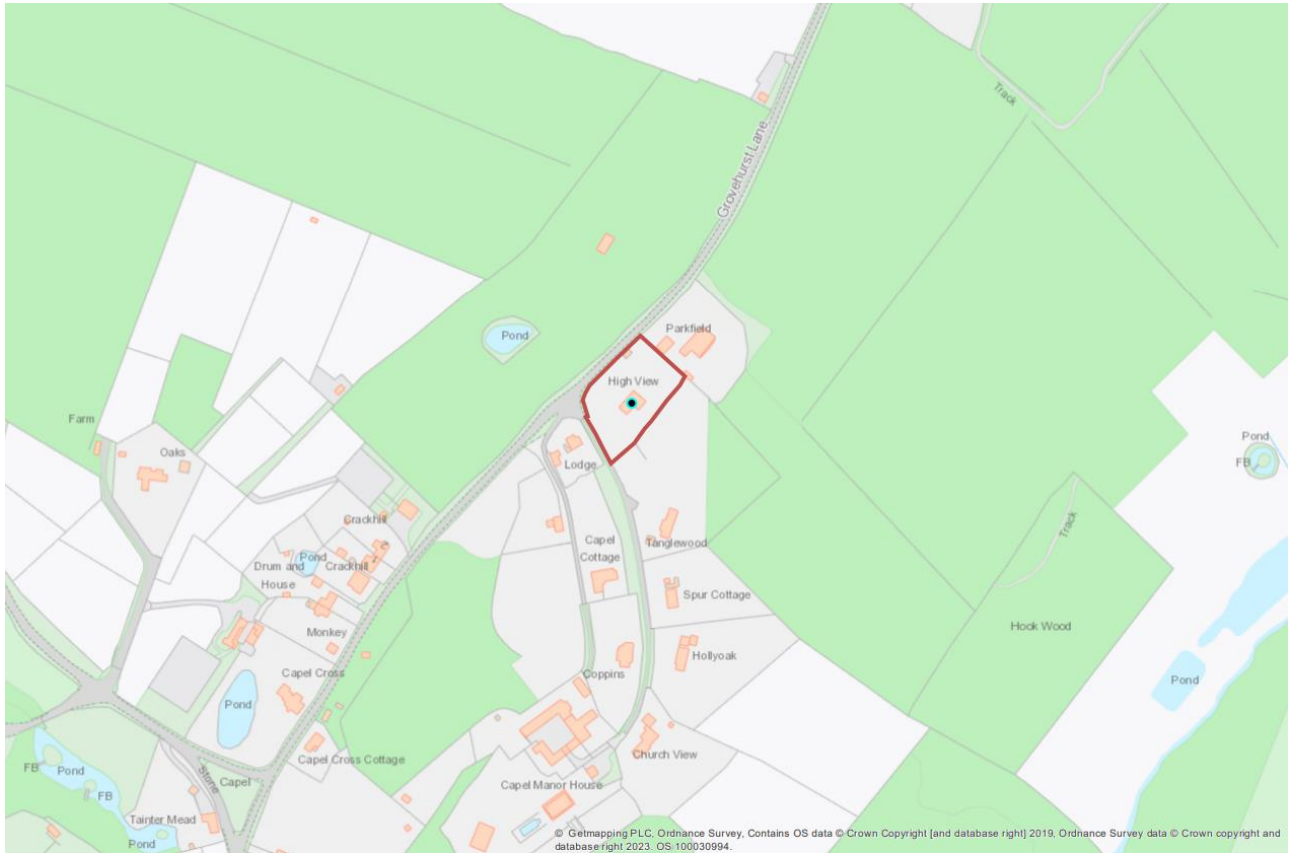 Track
Grovehurst Lane
Pond
Parkfield
High View
Farm
Oaks
Lodge
Pond
FB
Crackhill
Track
Capel
Cottage
Tanglewood
Pond
Drum and
Crackhill
House
Spur Cottage
Hook Wood
Monkey
Hollyoak
Capel Cross
Coppins
Pond
Pond
Church View
Capel Cross Cottage
FB
Pond
Stone
Capel
Capel Manor House
FB
Tainter Mead
Pond
© Getmapping PLC, Ordnance Survey, Contains OS data © Crown Copyright [and database right] 2019, Ordnance Survey data © Crown copyright and
database right 2023. OS 100030994.